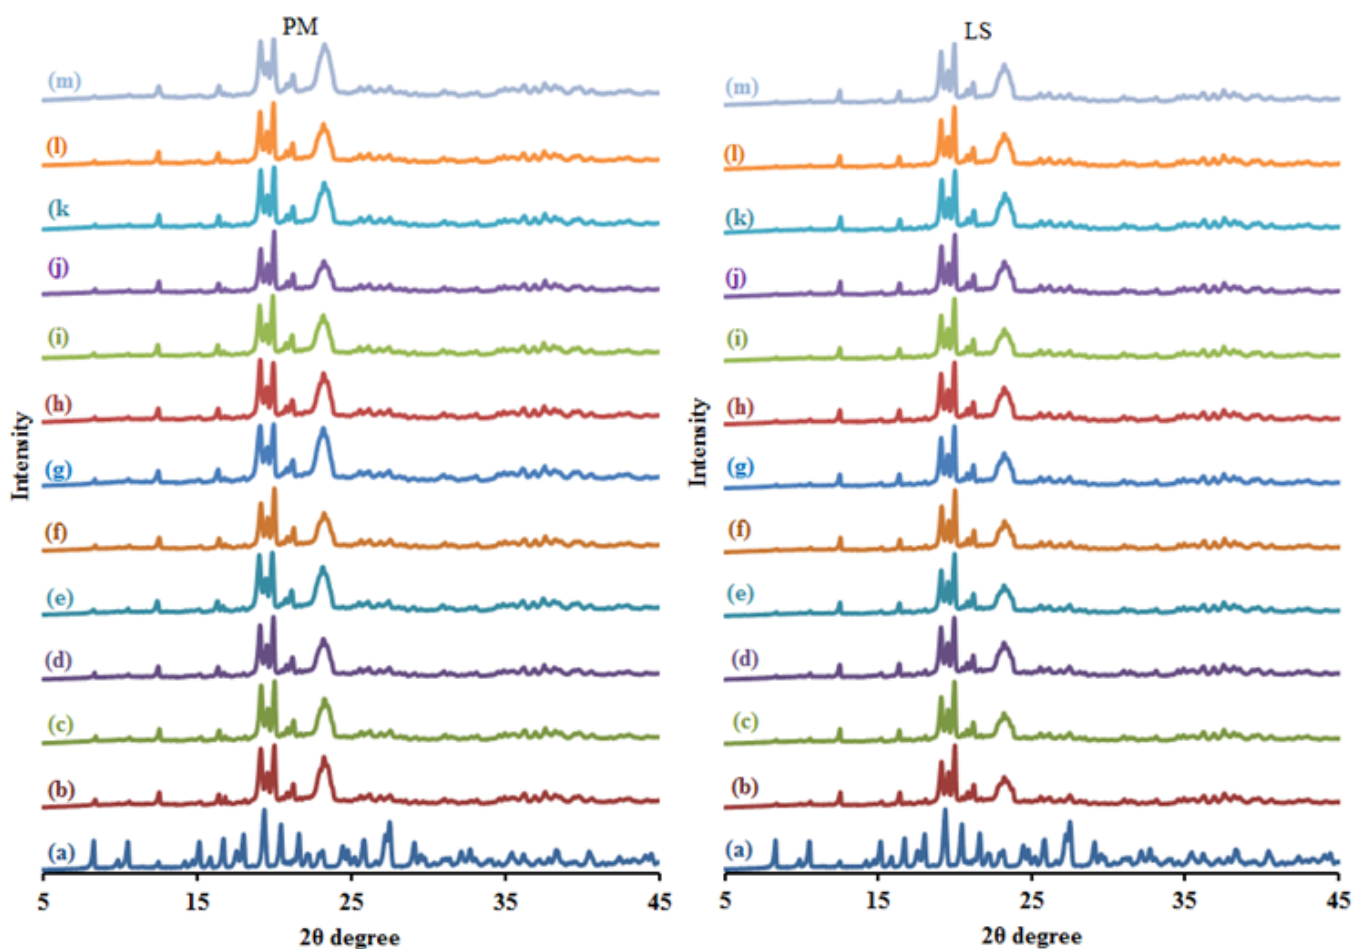 PM
(m)
(l)
(k
(j)
(i)
(h)
(g)
(f)
(e)
(d)
(c)
(b)
(a)
Intensity
5 15 25 35 45
2θ degree
LS
(m)
(l)
(k)
(j)
(i)
(h)
(g)
(f)
(e)
(d)
(c)
(b)
(a)
Intensity
5 15 25 35 45
2θ degree